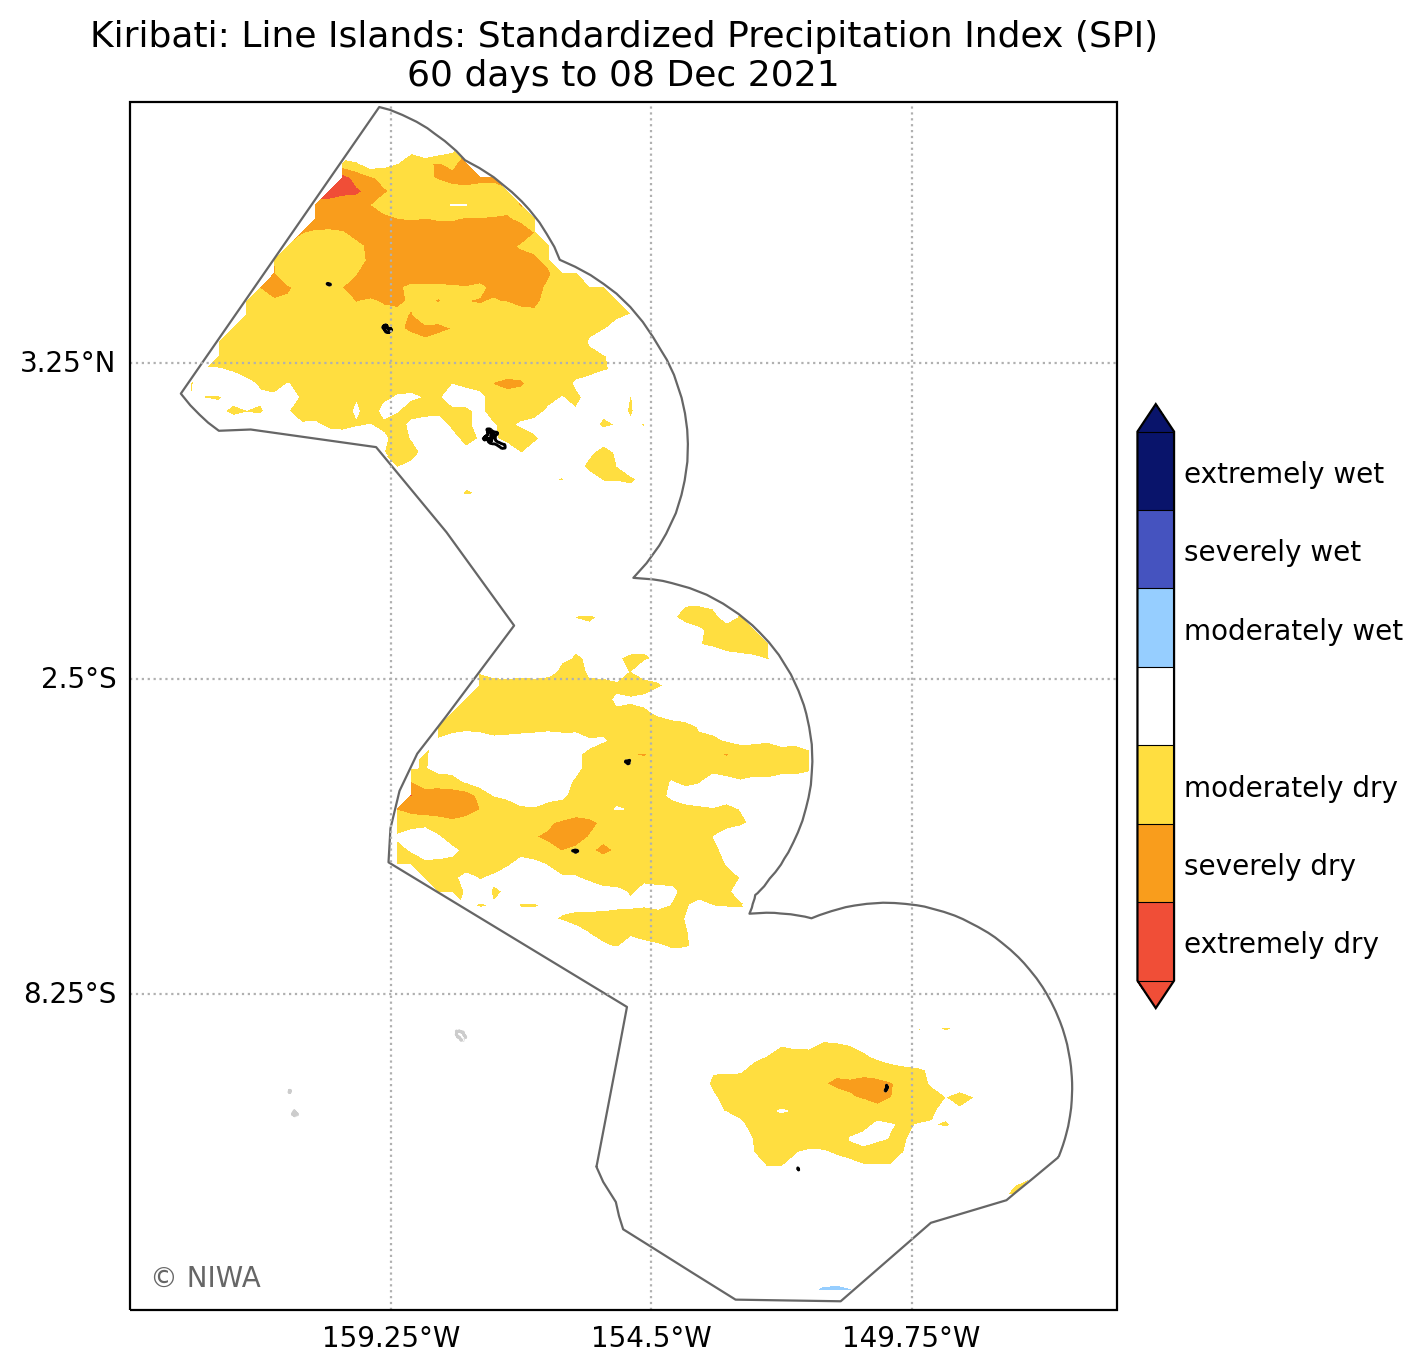 Kiribati: Line Islands: Standardized Precipitation Index (SPI)
60 days to 08 Dec 2021
3.25°N
2.5°S
8.25°S
159.25°W
154.5°W
149.75°W
extremely wet
severely wet
moderately wet
moderately dry
severely dry
extremely dry
© NIWA